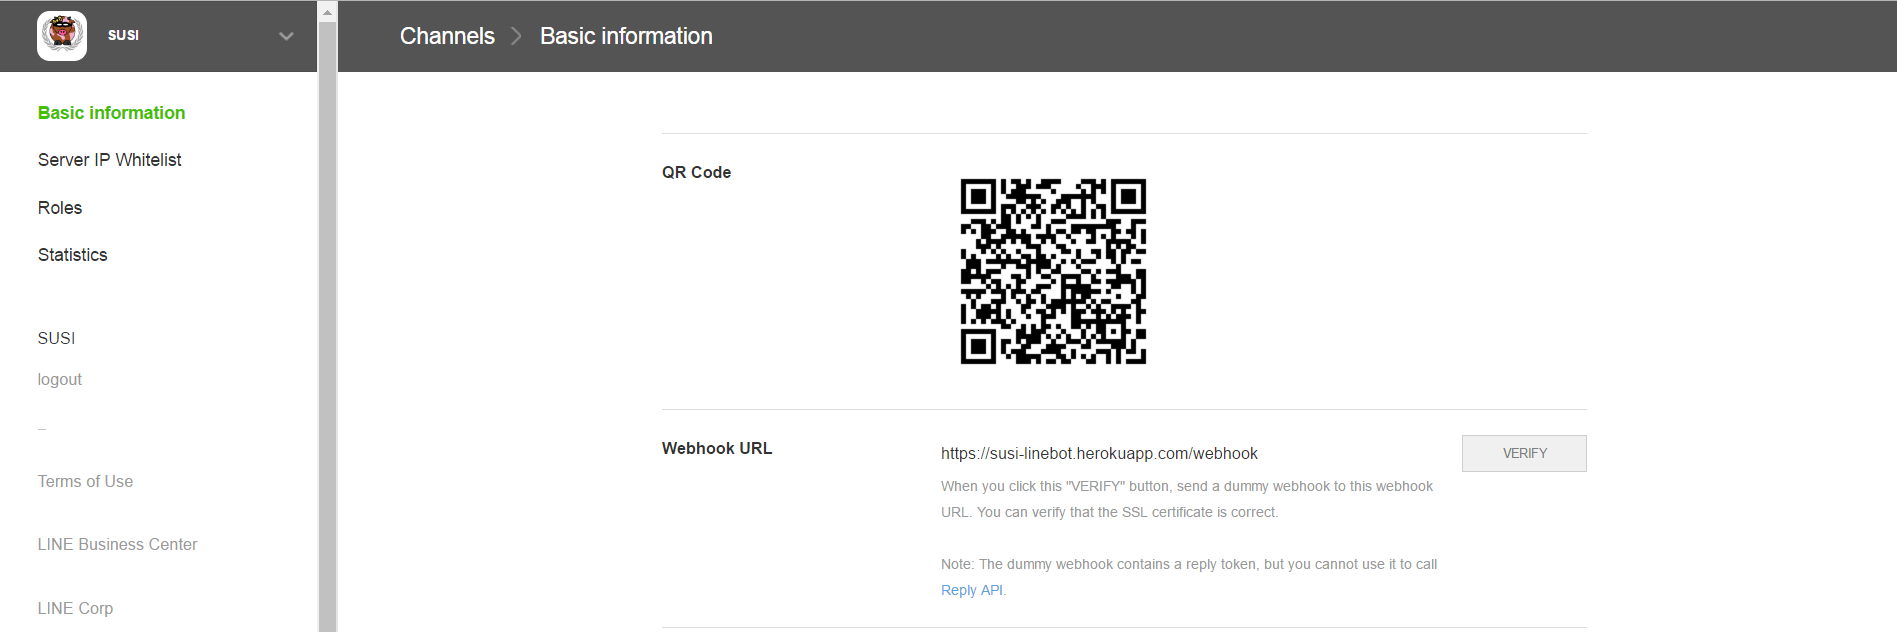 SUSI
Channels
Basic information
Basic information
Server IP Whitelist
Roles
Statistics
SUSI
logout
–
Terms of Use
LINE Business Center
LINE Corp
QR Code
Webhook URL
https://susi-linebot.herokuapp.com/webhook
VERIFY
When you click this "VERIFY" button, send a dummy webhook to this webhook
URL. You can verify that the SSL certificate is correct.
Note: The dummy webhook contains a reply token, but you cannot use it to call
Reply API.